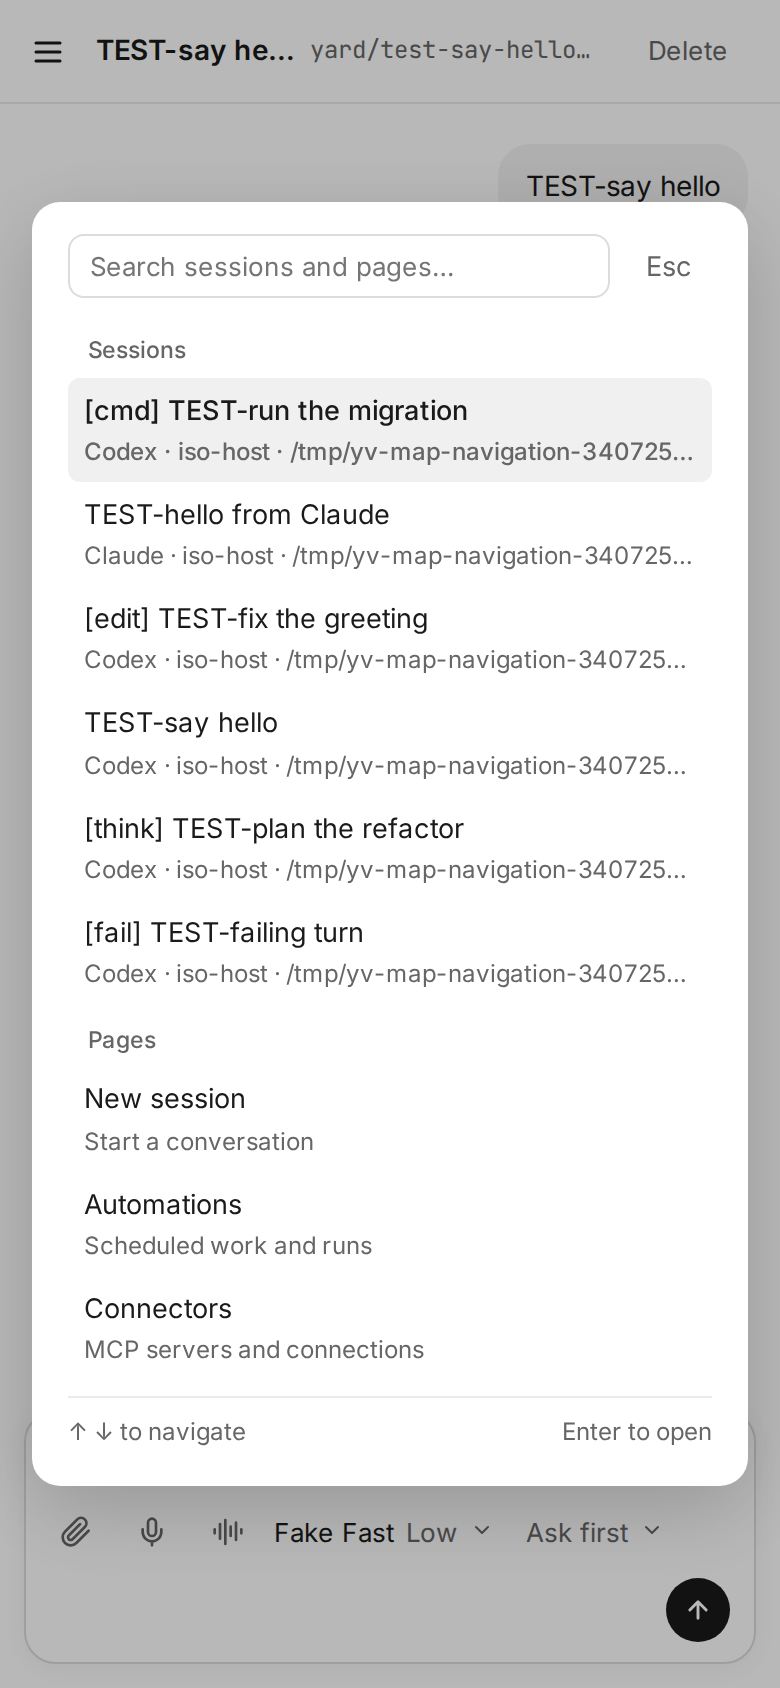 TEST-say he... yard/test-say-hello… Delete
TEST-say hello
Search sessions and pages... Esc
Sessions
[cmd] TEST-run the migration
Codex · iso-host · /tmp/yv-map-navigation-340725...
TEST-hello from Claude
Claude · iso-host · /tmp/yv-map-navigation-340725...
[edit] TEST-fix the greeting
Codex · iso-host · /tmp/yv-map-navigation-340725...
TEST-say hello
Codex · iso-host · /tmp/yv-map-navigation-340725...
[think] TEST-plan the refactor
Codex · iso-host · /tmp/yv-map-navigation-340725...
[fail] TEST-failing turn
Codex · iso-host · /tmp/yv-map-navigation-340725...
Pages
New session
Start a conversation
Automations
Scheduled work and runs
Connectors
MCP servers and connections
↑ ↓ to navigate Enter to open
Fake Fast Low Ask first